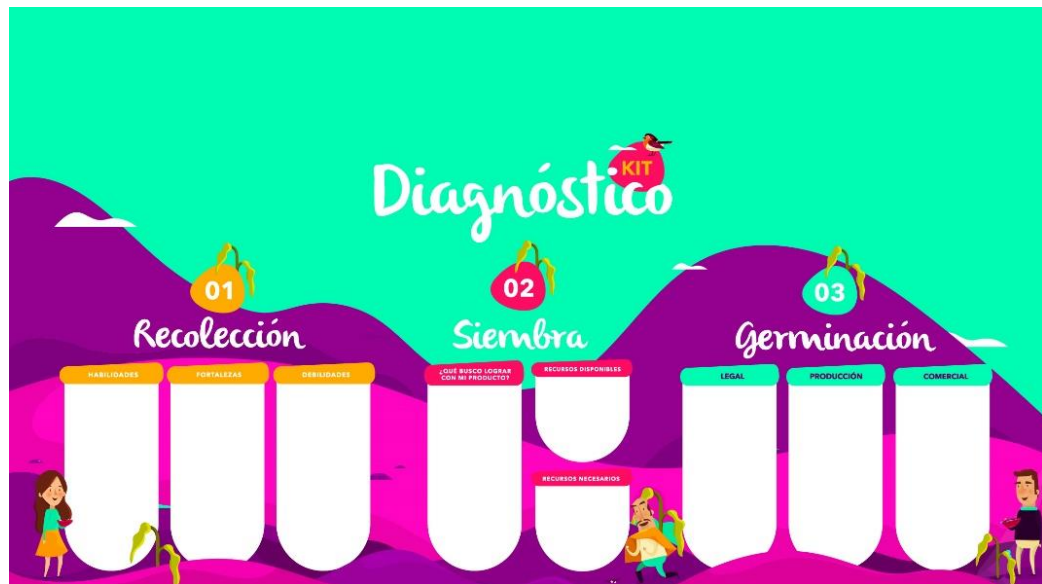 KIT
Diagnóstico
01
Recolección
HABILIDADES
FORTALEZAS
DEBILIDADES
02
Siembra
¿QUÉ BUSCO LOGRAR
CON MI PRODUCTO?
RECURSOS DISPONIBLES
RECURSOS NECESARIOS
03
Germinación
LEGAL
PRODUCCIÓN
COMERCIAL